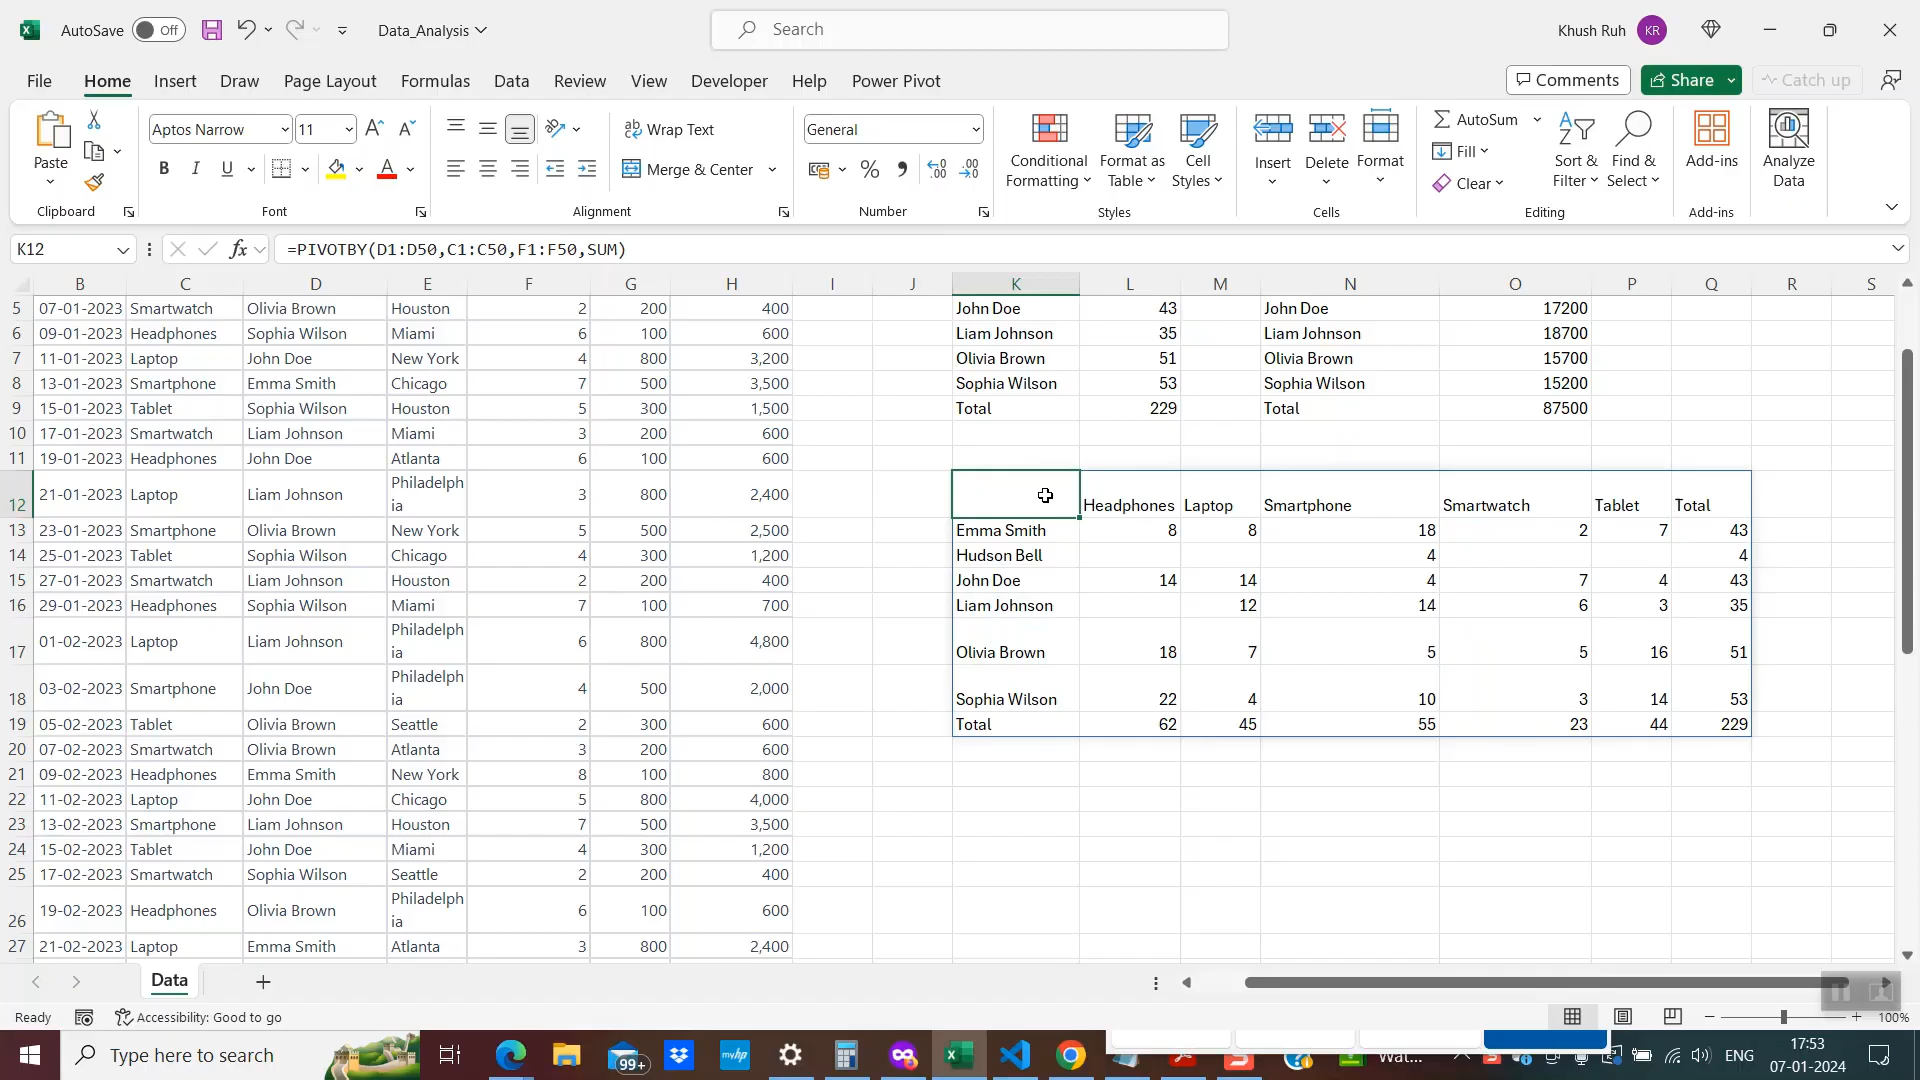 AutoSave Off Data_Analysis Search Khush Ruh KR
File Home Insert Draw Page Layout Formulas Data Review View Developer Help Power Pivot Comments Share Catch up
Aptos Narrow 11 Wrap Text General AutoSum
Paste B I U Merge & Center % Conditional Formatting Format as Table Cell Styles Insert Delete Format Fill Clear Sort & Filter Find & Select Add-ins Analyze Data
Clipboard Font Alignment Number Styles Cells Editing Add-ins
K12 fx =PIVOTBY(D1:D50,C1:C50,F1:F50,SUM)
B C D E F G H I J K L M N O P Q R S
5 07-01-2023 Smartwatch Olivia Brown Houston 2 200 400 John Doe 43 John Doe 17200
6 09-01-2023 Headphones Sophia Wilson Miami 6 100 600 Liam Johnson 35 Liam Johnson 18700
7 11-01-2023 Laptop John Doe New York 4 800 3,200 Olivia Brown 51 Olivia Brown 15700
8 13-01-2023 Smartphone Emma Smith Chicago 7 500 3,500 Sophia Wilson 53 Sophia Wilson 15200
9 15-01-2023 Tablet Sophia Wilson Houston 5 300 1,500 Total 229 Total 87500
10 17-01-2023 Smartwatch Liam Johnson Miami 3 200 600
11 19-01-2023 Headphones John Doe Atlanta 6 100 600
12 21-01-2023 Laptop Liam Johnson Philadelph ia 3 800 2,400 Headphones Laptop Smartphone Smartwatch Tablet Total
13 23-01-2023 Smartphone Olivia Brown New York 5 500 2,500 Emma Smith 8 8 18 2 7 43
14 25-01-2023 Tablet Sophia Wilson Chicago 4 300 1,200 Hudson Bell 4 4
15 27-01-2023 Smartwatch Liam Johnson Houston 2 200 400 John Doe 14 14 4 7 4 43
16 29-01-2023 Headphones Sophia Wilson Miami 7 100 700 Liam Johnson 12 14 6 3 35
17 01-02-2023 Laptop Liam Johnson Philadelph ia 6 800 4,800 Olivia Brown 18 7 5 5 16 51
18 03-02-2023 Smartphone John Doe Philadelph ia 4 500 2,000 Sophia Wilson 22 4 10 3 14 53
19 05-02-2023 Tablet Olivia Brown Seattle 2 300 600 Total 62 45 55 23 44 229
20 07-02-2023 Smartwatch Olivia Brown Atlanta 3 200 600
21 09-02-2023 Headphones Emma Smith New York 8 100 800
22 11-02-2023 Laptop John Doe Chicago 5 800 4,000
23 13-02-2023 Smartphone Liam Johnson Houston 7 500 3,500
24 15-02-2023 Tablet John Doe Miami 4 300 1,200
25 17-02-2023 Smartwatch Sophia Wilson Seattle 2 200 400
26 19-02-2023 Headphones Olivia Brown Philadelph ia 6 100 600
27 21-02-2023 Laptop Emma Smith Atlanta 3 800 2,400
Data
Ready Accessibility: Good to go 100%
Type here to search 99+ myhp Wat... ENG 17:53
07-01-2024